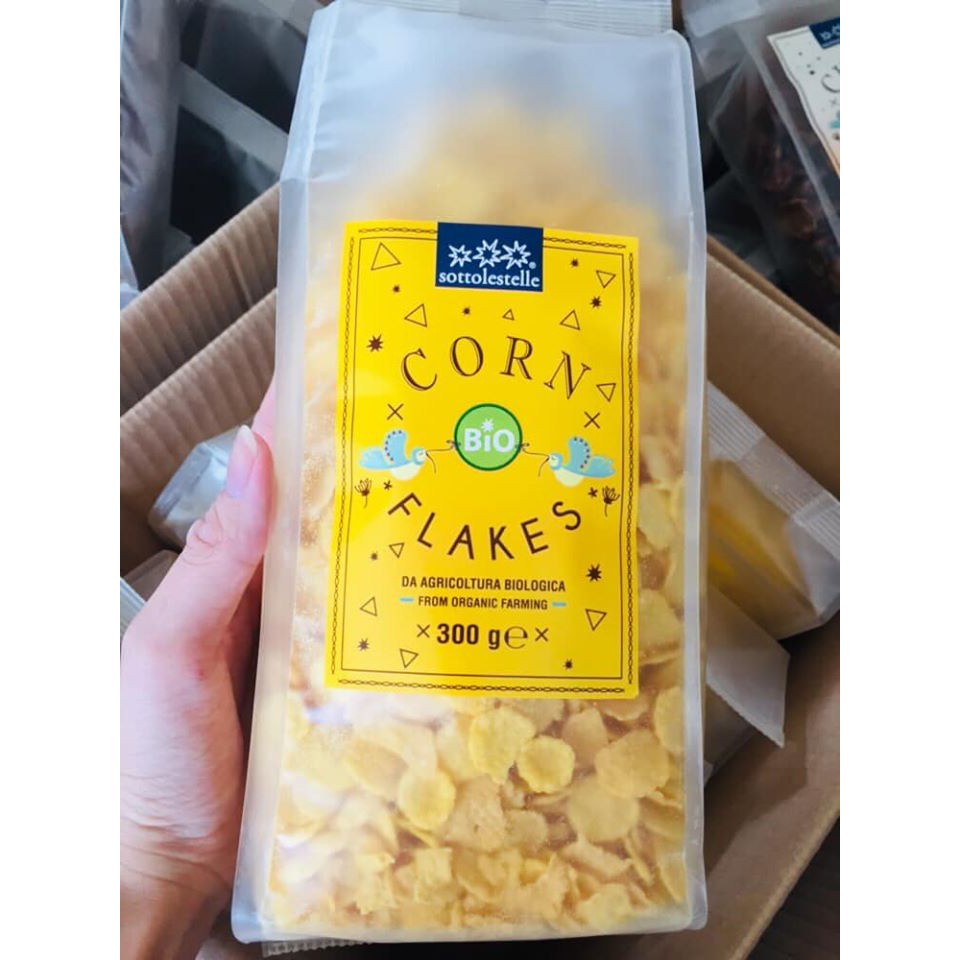 sottolestelle®
CORN
BiO
FLAKES
DA AGRICOLTURA BIOLOGICA
FROM ORGANIC FARMING
300 g℮